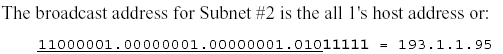 The broadcast address for Subnet #2 is the all 1's host address or:
11000001.00000001.00000001.01011111 = 193.1.1.95